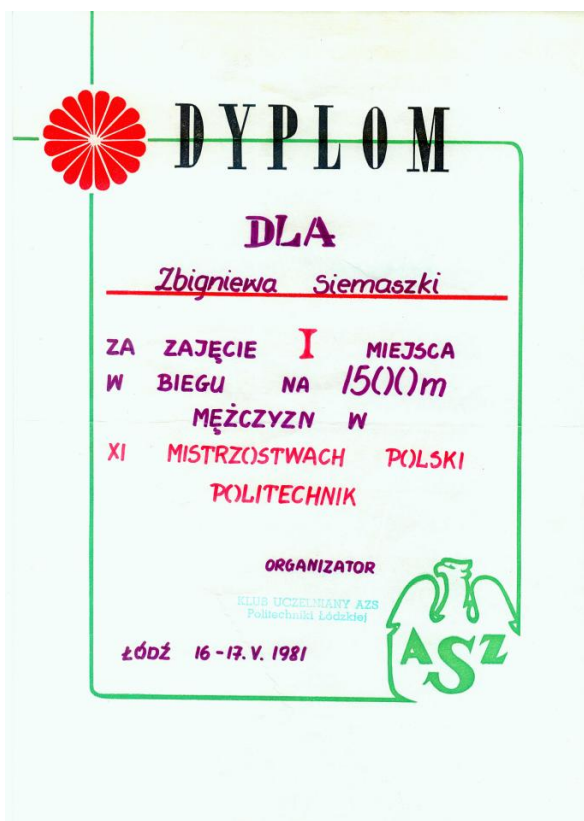 DYPLOM
DLA
Zbigniewa Siemaszki
ZA ZAJĘCIE I MIEJSCA
W BIEGU NA 1500m
MĘŻCZYZN W
XI MISTRZOSTWACH POLSKI
POLITECHNIK
ORGANIZATOR
KLUB UCZELNIANY AZS
Politechniki Łódzkiej
ŁÓDŹ 16-17.V. 1981
ASZ